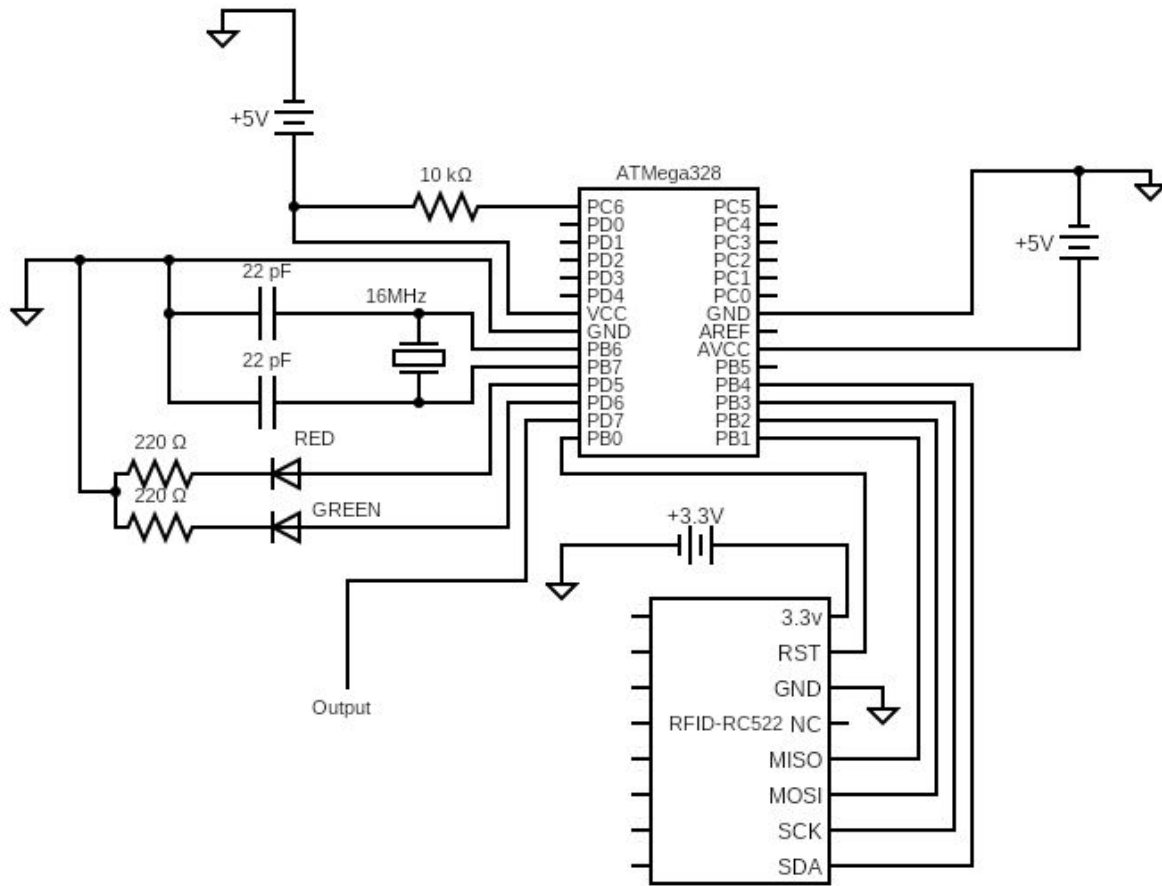 +5V
10 kΩ
ATMega328
PC6
PD0
PD1
PD2
PD3
PD4
VCC
GND
PB6
PB7
PD5
PD6
PD7
PB0
PC5
PC4
PC3
PC2
PC1
PC0
GND
AREF
AVCC
PB5
PB4
PB3
PB2
PB1
+5V
22 pF
16MHz
22 pF
220 Ω
RED
220 Ω
GREEN
Output
+3.3V
3.3v
RST
GND
RFID-RC522 NC
MISO
MOSI
SCK
SDA